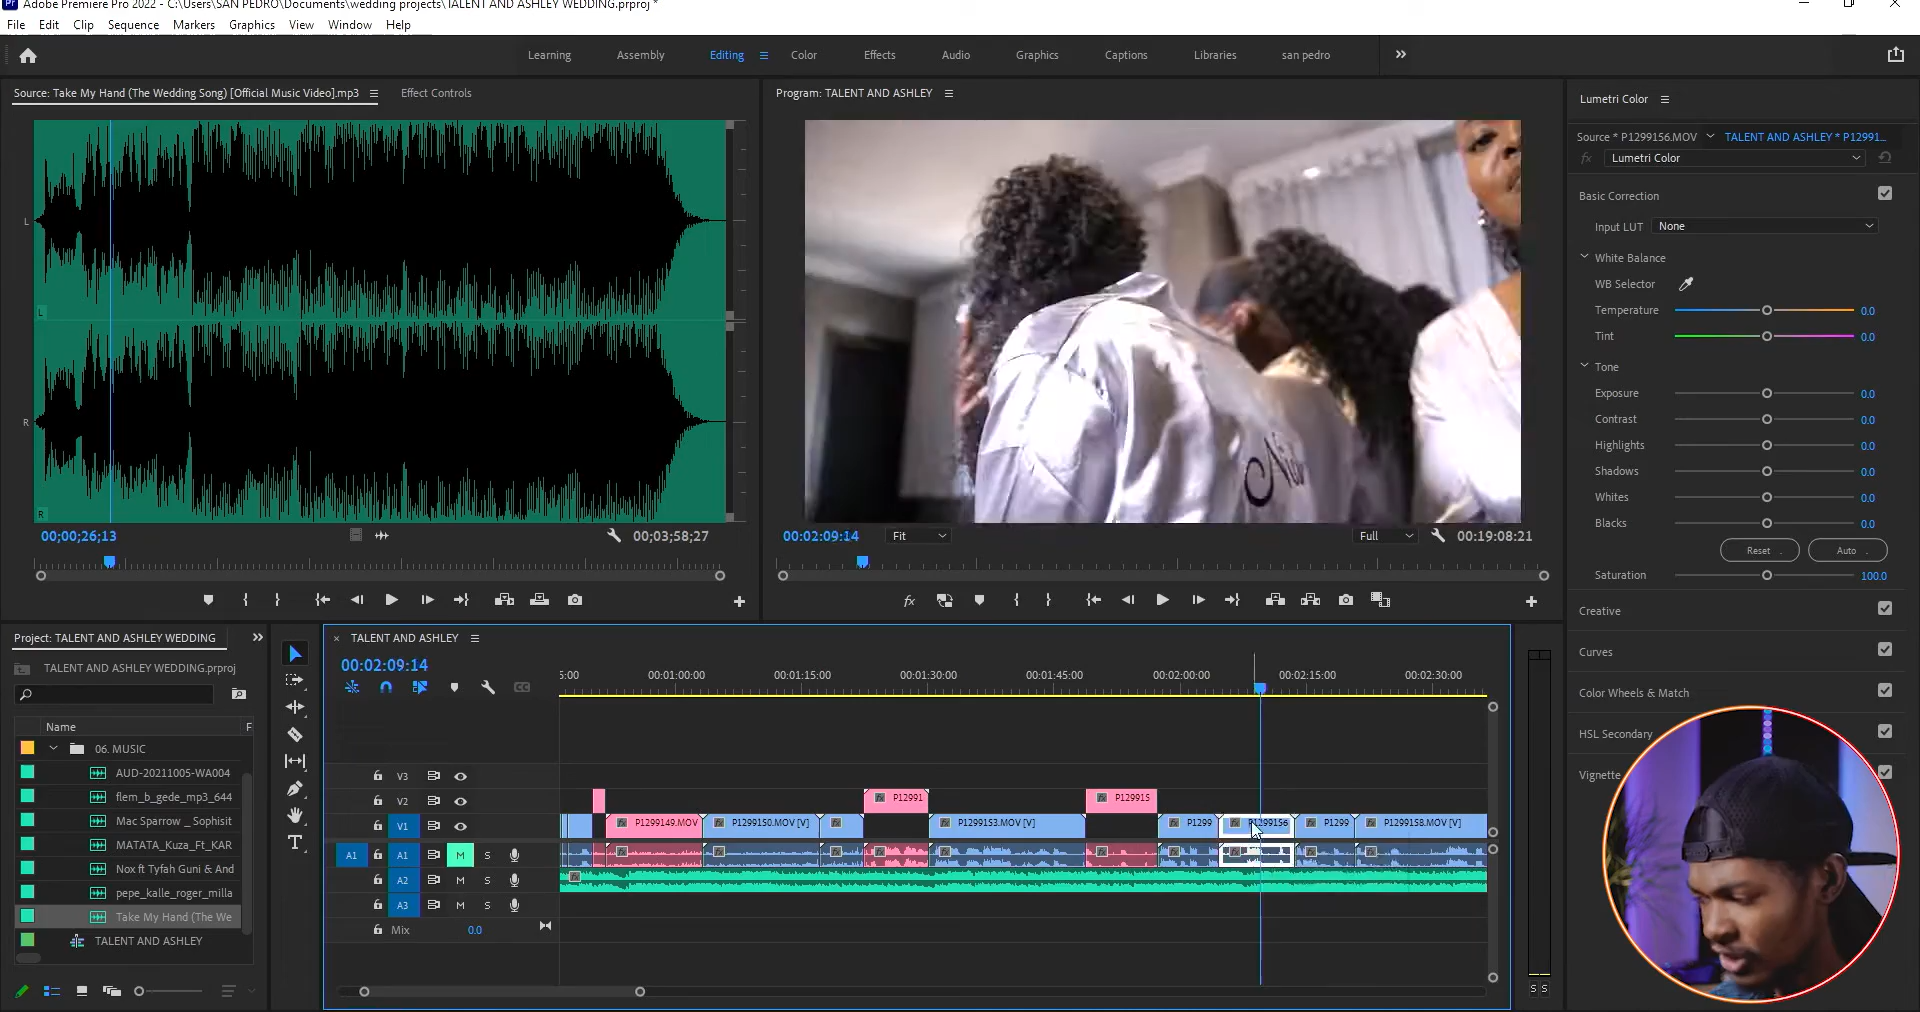 Adobe Premiere Pro 2022 - C:\Users\SAN PEDRO\Documents\wedding projects\TALENT AND ASHLEY WEDDING.prproj *
File Edit Clip Sequence Markers Graphics View Window Help
Learning Assembly Editing Color Effects Audio Graphics Captions Libraries san pedro
Source: Take My Hand (The Wedding Song) [Official Music Video].mp3 Effect Controls
Program: TALENT AND ASHLEY
Lumetri Color
Source * P1299156.MOV TALENT AND ASHLEY * P12991...
fx Lumetri Color
Basic Correction
Input LUT None
White Balance
WB Selector
Temperature 0.0
Tint 0.0
Tone
Exposure 0.0
Contrast 0.0
Highlights 0.0
Shadows 0.0
Whites 0.0
Blacks 0.0
Reset Auto
Saturation 100.0
Creative
Curves
Color Wheels & Match
HSL Secondary
Vignette
L
L
R
R
00;00;26;13 00;03;58;27
00:02:09:14 Fit Full 00:19:08:21
fx
Project: TALENT AND ASHLEY WEDDING
TALENT AND ASHLEY WEDDING.prproj
Name F
06. MUSIC
AUD-20211005-WA004
flem_b_gede_mp3_644
Mac Sparrow _ Sophisit
MATATA_Kuza_Ft_KAR
Nox ft Tyfah Guni & And
pepe_kalle_roger_milla
Take My Hand (The We
TALENT AND ASHLEY
× TALENT AND ASHLEY
00:02:09:14
5:00 00:01:00:00 00:01:15:00 00:01:30:00 00:01:45:00 00:02:00:00 00:02:15:00 00:02:30:00
V3
V2 P12991 P129915
V1 P1299149.MOV P1299150.MOV [V] P1299153.MOV [V] P1299 P1299156 P1299 P1299158.MOV [V]
A1 A1 M S
A2 M S
A3 M S
Mix 0.0
S S